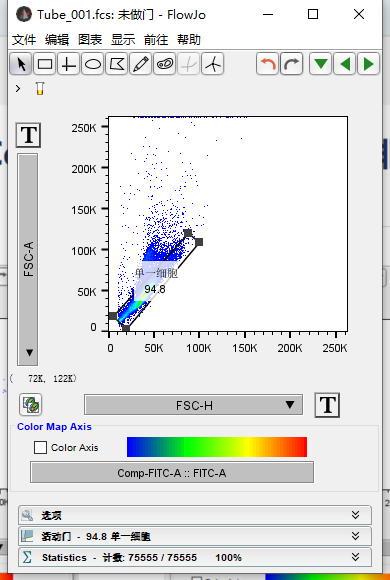 Tube_001.fcs: 未做门 - FlowJo
文件 编辑 图表 显示 前往 帮助
T
250K
200K
150K
100K
50K
0
FSC-A
单一细胞
94.8
0 50K 100K 150K 200K 250K
( 72K, 122K)
FSC-H
T
Color Map Axis
Color Axis
Comp-FITC-A :: FITC-A
选项
活动门 - 94.8 单一细胞
Statistics - 计数: 75555 / 75555 100%